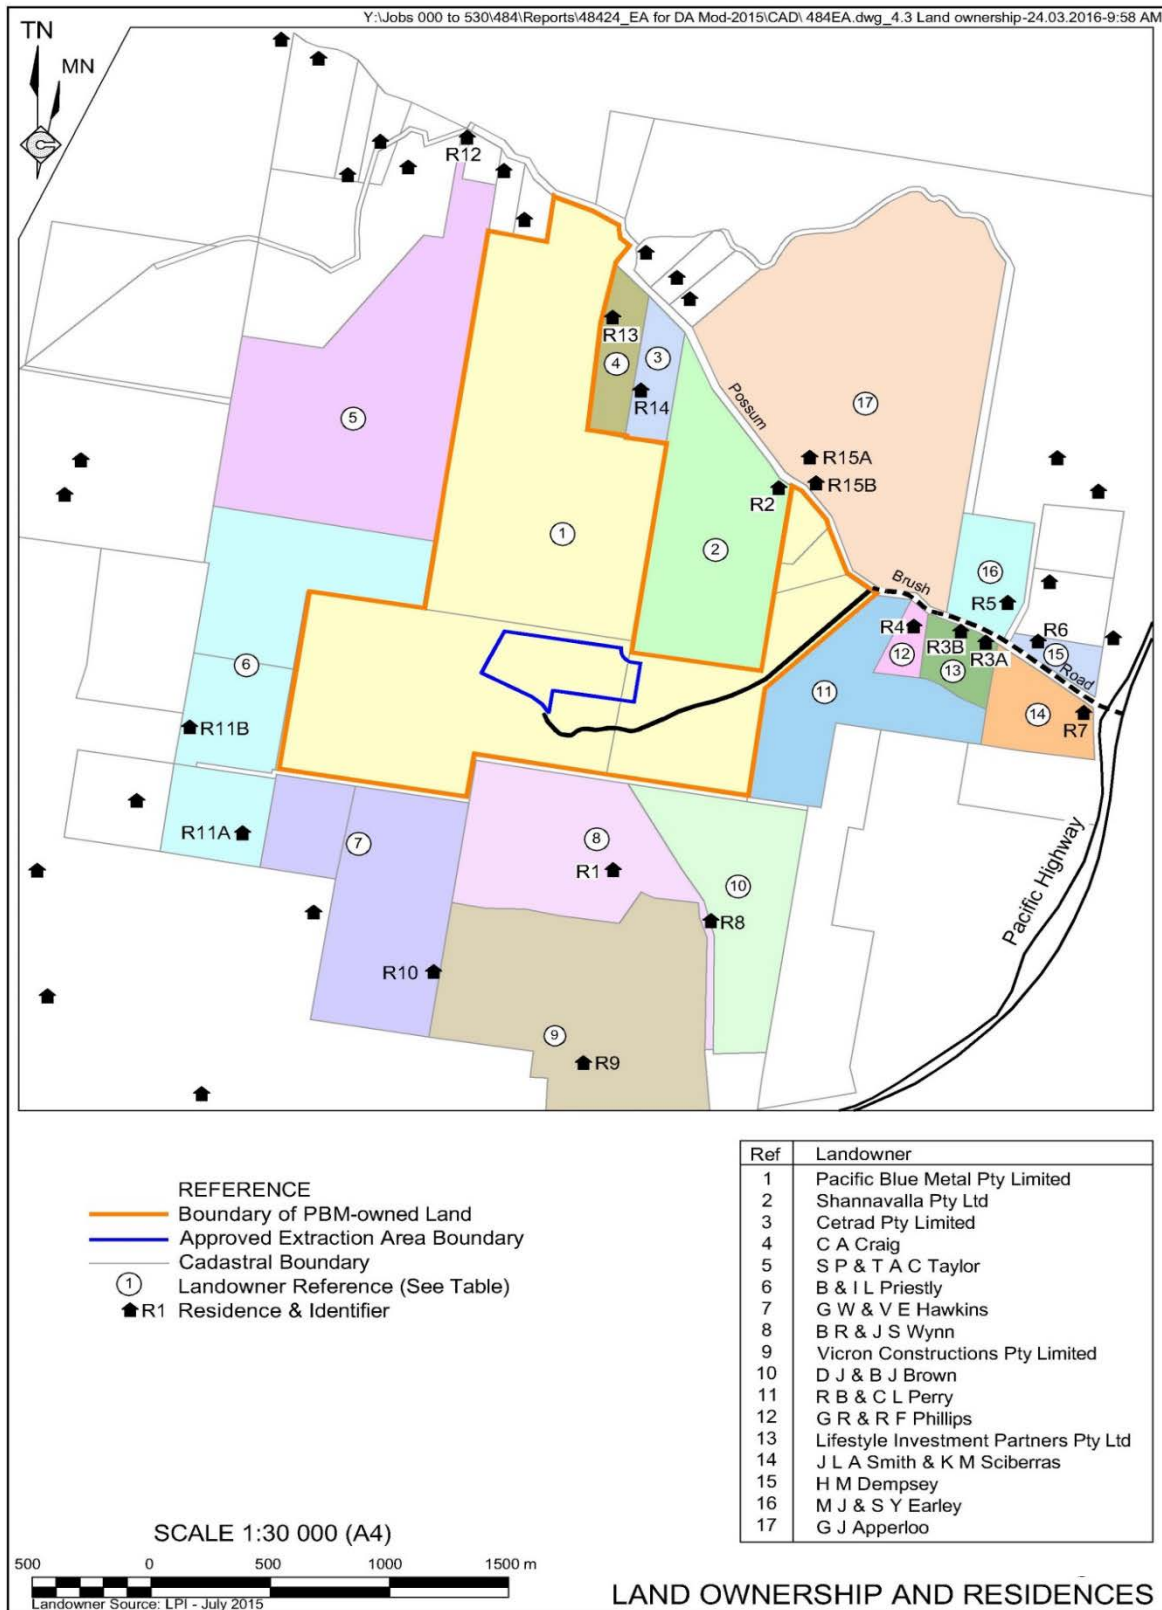 Y:\Jobs 000 to 530\484\Reports\48424_EA for DA Mod-2015\CAD\ 484EA.dwg_4.3 Land ownership-24.03.2016-9:58 AM
TN
MN
R12
R13
4
3
R14
5
17
Possum
R15A
R15B
R2
1
2
Brush
16
R5
R4
R3B
R3A
R6
12
13
15
Road
6
11
14
R7
R11B
R11A
7
8
R1
10
R8
Pacific Highway
R10
9
R9
REFERENCE
Boundary of PBM-owned Land
Approved Extraction Area Boundary
Cadastral Boundary
1 Landowner Reference (See Table)
R1 Residence & Identifier
Ref Landowner
1 Pacific Blue Metal Pty Limited
2 Shannavalla Pty Ltd
3 Cetrad Pty Limited
4 C A Craig
5 S P & T A C Taylor
6 B & I L Priestly
7 G W & V E Hawkins
8 B R & J S Wynn
9 Vicron Constructions Pty Limited
10 D J & B J Brown
11 R B & C L Perry
12 G R & R F Phillips
13 Lifestyle Investment Partners Pty Ltd
14 J L A Smith & K M Sciberras
15 H M Dempsey
16 M J & S Y Earley
17 G J Apperloo
SCALE 1:30 000 (A4)
500 0 500 1000 1500 m
Landowner Source: LPI - July 2015
LAND OWNERSHIP AND RESIDENCES